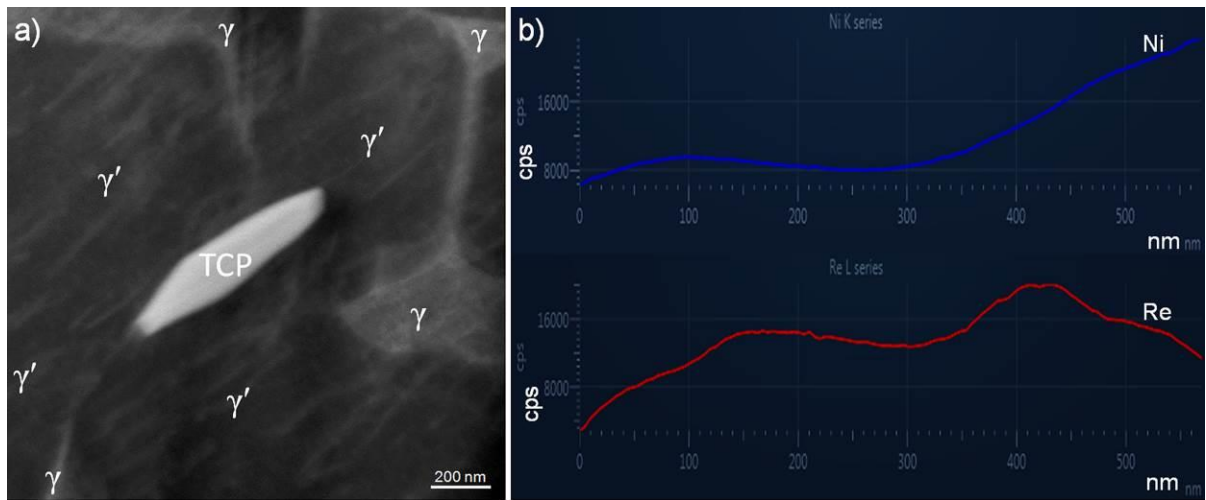 a)
γ
γ
γ′
γ′
TCP
γ
γ′
γ′
γ
200 nm
b)
Ni K series
Ni
cps
cps
16000
8000
0
100
200
300
400
500
nm nm
Re L series
Re
cps
cps
16000
8000
0
100
200
300
400
500
nm nm